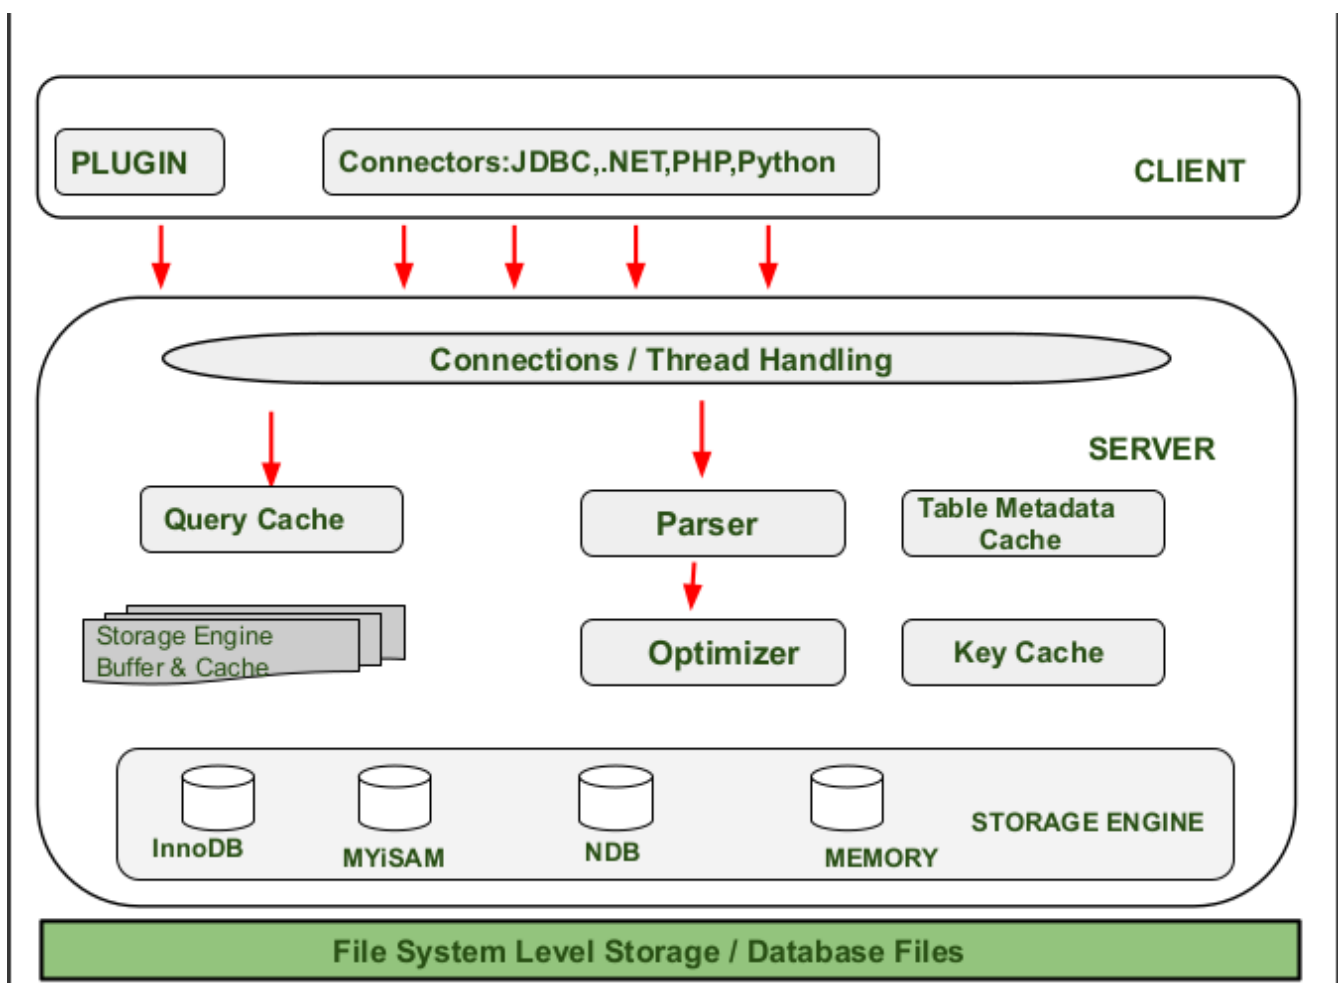 PLUGIN
Connectors:JDBC,.NET,PHP,Python
CLIENT
Connections / Thread Handling
SERVER
Query Cache
Parser
Table Metadata
Cache
Storage Engine
Buffer & Cache
Optimizer
Key Cache
InnoDB
MYiSAM
NDB
MEMORY
STORAGE ENGINE
File System Level Storage / Database Files